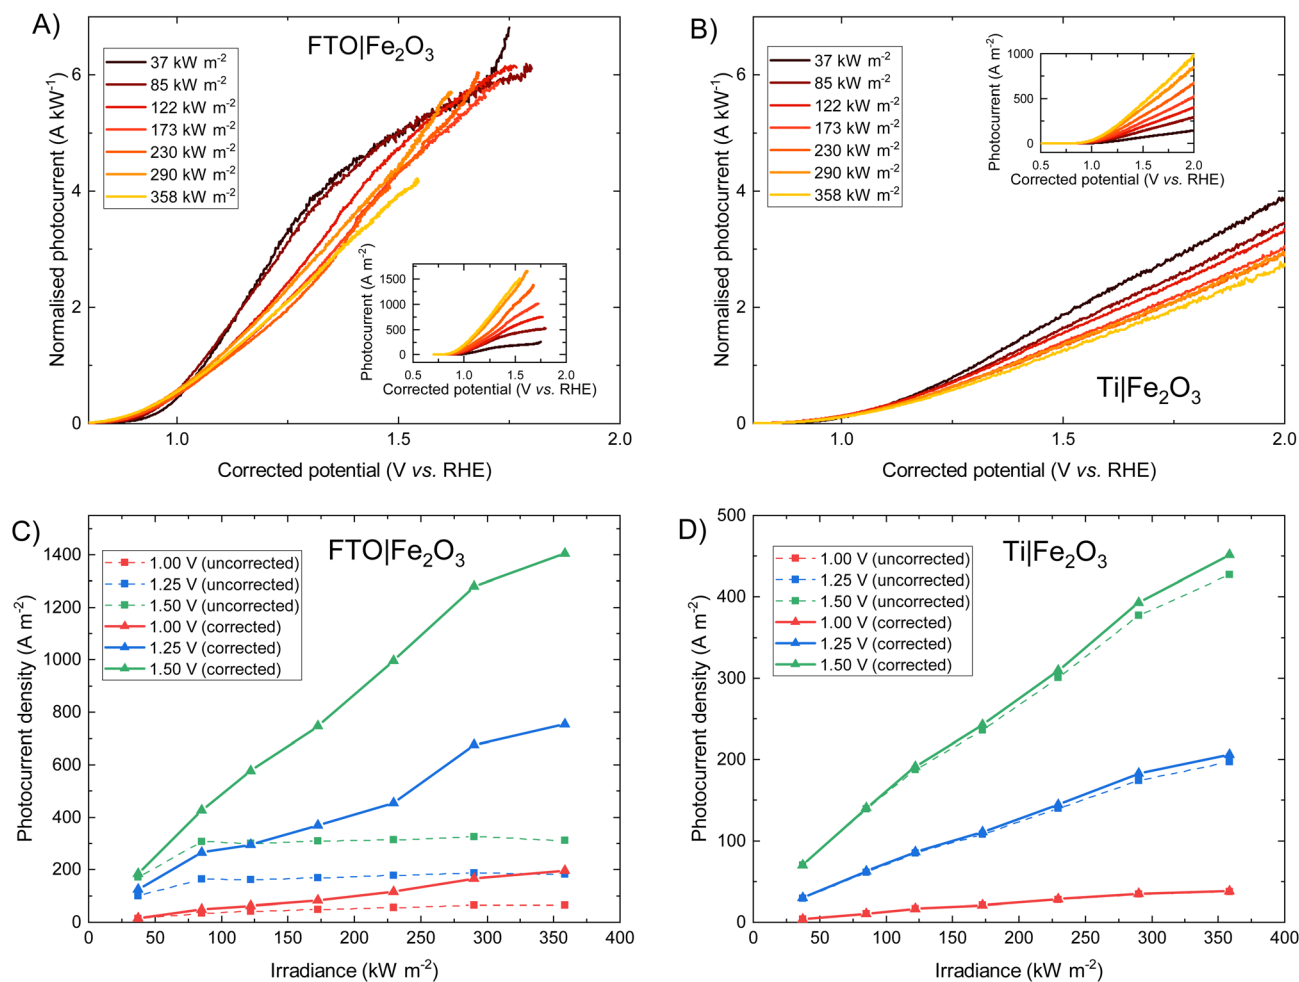 A)
FTO|Fe₂O₃
37 kW m⁻²
85 kW m⁻²
122 kW m⁻²
173 kW m⁻²
230 kW m⁻²
290 kW m⁻²
358 kW m⁻²
Normalised photocurrent (A kW⁻¹)
6
4
2
0
1.0
1.5
2.0
Corrected potential (V vs. RHE)
Photocurrent (A m⁻²)
1500
1000
500
0
0.5
1.0
1.5
2.0
Corrected potential (V vs. RHE)
B)
37 kW m⁻²
85 kW m⁻²
122 kW m⁻²
173 kW m⁻²
230 kW m⁻²
290 kW m⁻²
358 kW m⁻²
Normalised photocurrent (A kW⁻¹)
6
4
2
0
1.0
1.5
2.0
Corrected potential (V vs. RHE)
Photocurrent (A m⁻²)
1000
500
0
0.5
1.0
1.5
2.0
Corrected potential (V vs. RHE)
Ti|Fe₂O₃
C)
FTO|Fe₂O₃
1.00 V (uncorrected)
1.25 V (uncorrected)
1.50 V (uncorrected)
1.00 V (corrected)
1.25 V (corrected)
1.50 V (corrected)
Photocurrent density (A m⁻²)
1400
1200
1000
800
600
400
200
0
0
50
100
150
200
250
300
350
400
Irradiance (kW m⁻²)
D)
Ti|Fe₂O₃
1.00 V (uncorrected)
1.25 V (uncorrected)
1.50 V (uncorrected)
1.00 V (corrected)
1.25 V (corrected)
1.50 V (corrected)
Photocurrent density (A m⁻²)
500
400
300
200
100
0
0
50
100
150
200
250
300
350
400
Irradiance (kW m⁻²)